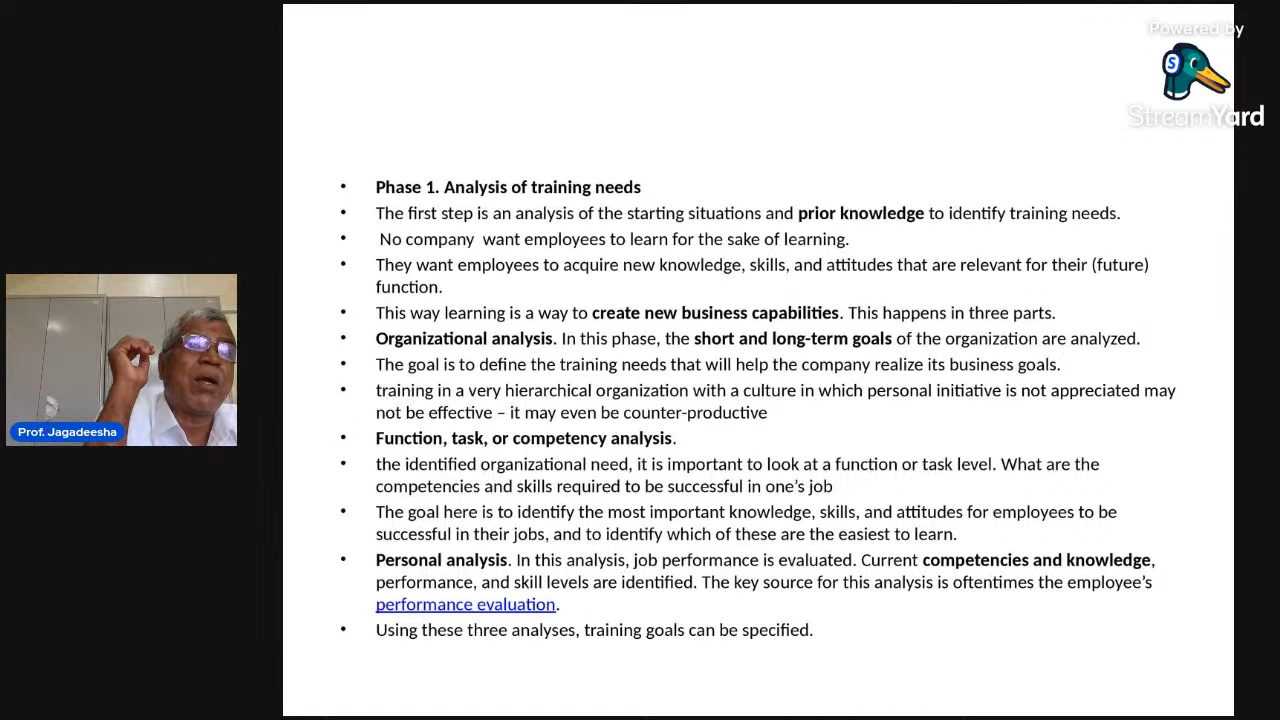 Powered by
StreamYard
• Phase 1. Analysis of training needs
• The first step is an analysis of the starting situations and prior knowledge to identify training needs.
• No company want employees to learn for the sake of learning.
• They want employees to acquire new knowledge, skills, and attitudes that are relevant for their (future)
function.
• This way learning is a way to create new business capabilities. This happens in three parts.
• Organizational analysis. In this phase, the short and long-term goals of the organization are analyzed.
• The goal is to define the training needs that will help the company realize its business goals.
• training in a very hierarchical organization with a culture in which personal initiative is not appreciated may
not be effective – it may even be counter-productive
• Function, task, or competency analysis.
• the identified organizational need, it is important to look at a function or task level. What are the
competencies and skills required to be successful in one’s job
• The goal here is to identify the most important knowledge, skills, and attitudes for employees to be
successful in their jobs, and to identify which of these are the easiest to learn.
• Personal analysis. In this analysis, job performance is evaluated. Current competencies and knowledge,
performance, and skill levels are identified. The key source for this analysis is oftentimes the employee’s
performance evaluation.
• Using these three analyses, training goals can be specified.
Prof. Jagadeesha